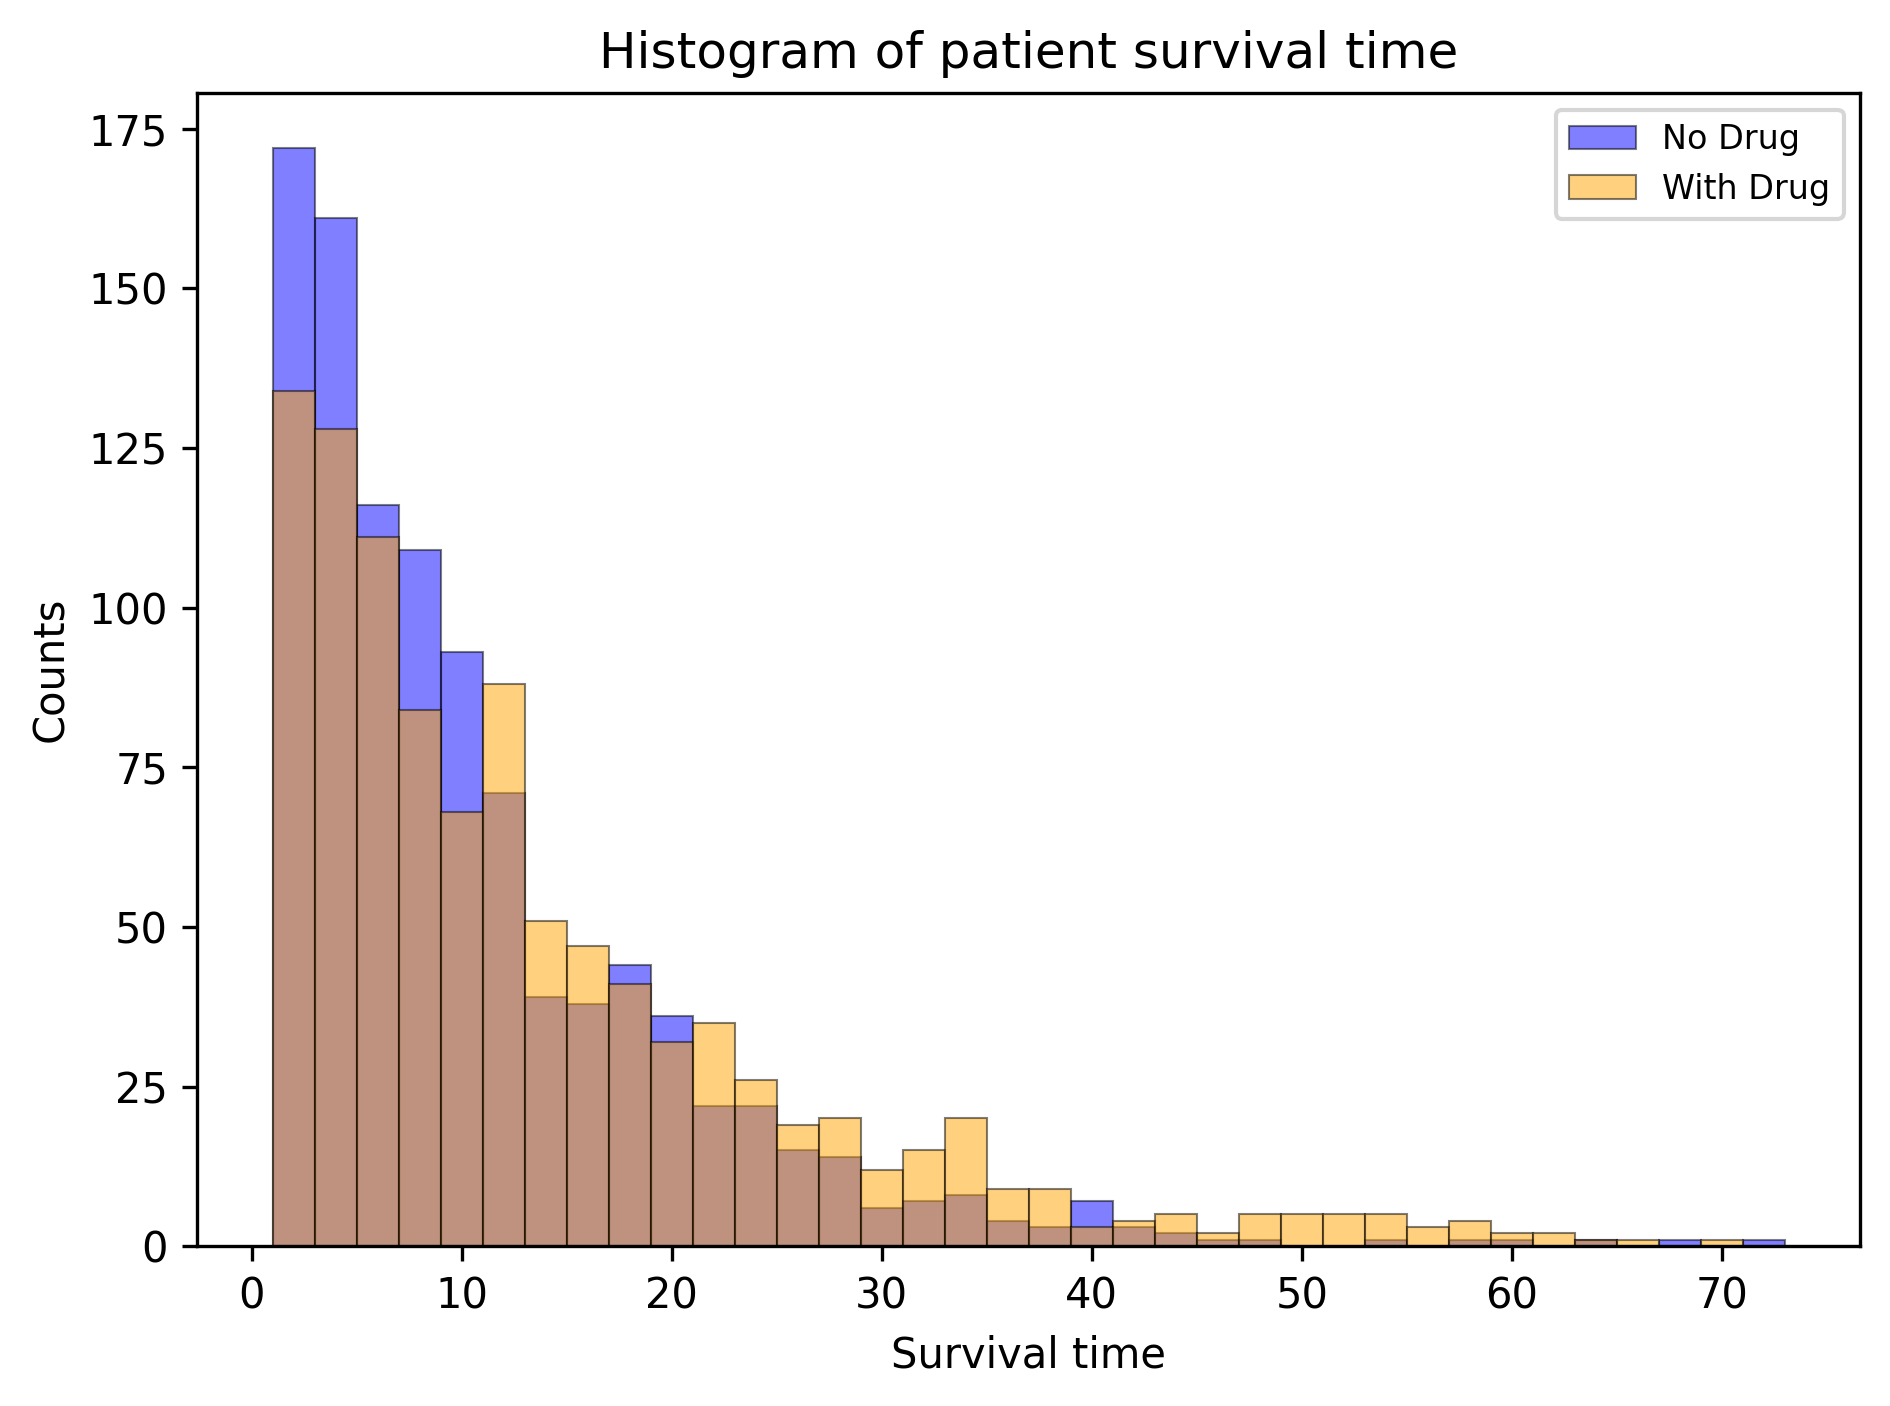 Histogram of patient survival time
No Drug
With Drug
175
150
125
100
75
50
25
0
Counts
0 10 20 30 40 50 60 70
Survival time